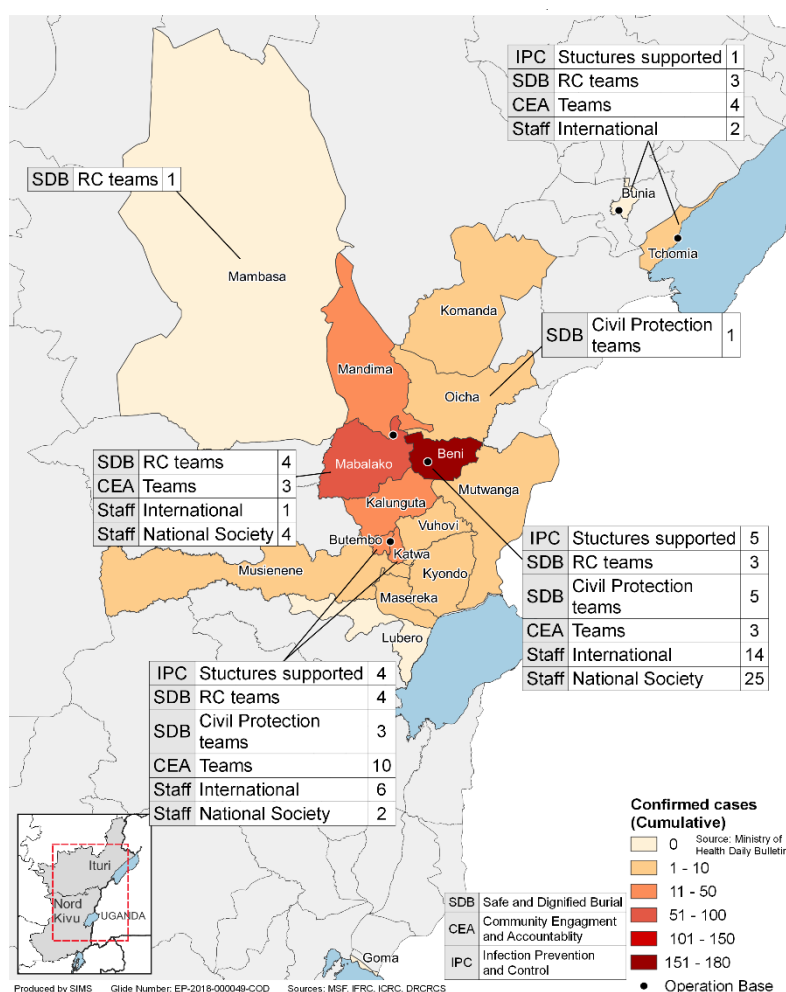 IPC Stuctures supported 1
SDB RC teams 3
CEA Teams 4
Staff International 2
SDB RC teams 1
Bunia
Tchomia
Mambasa
Komanda
SDB Civil Protection
teams 1
Mandima
Oicha
SDB RC teams 4
CEA Teams 3
Staff International 1
Staff National Society 4
Mabalako
Beni
Mutwanga
Kalunguta
Vuhovi
Butembo
Katwa
Musienene
Kyondo
Masereka
Lubero
IPC Stuctures supported 5
SDB RC teams 3
SDB Civil Protection
teams 5
CEA Teams 3
Staff International 14
Staff National Society 25
IPC Stuctures supported 4
SDB RC teams 4
SDB Civil Protection
teams 3
CEA Teams 10
Staff International 6
Staff National Society 2
Confirmed cases
(Cumulative)
0 Source: Ministry of
Health Daily Bulletin
1 - 10
11 - 50
51 - 100
101 - 150
151 - 180
Operation Base
SDB Safe and Dignified Burial
CEA Community Engagment
and Accountablity
IPC Infection Prevention
and Control
Ituri
Nord
Kivu
UGANDA
Goma
Produced by SIMS Glide Number: EP-2018-000049-COD Sources: MSF, IFRC, ICRC, DRCRCS